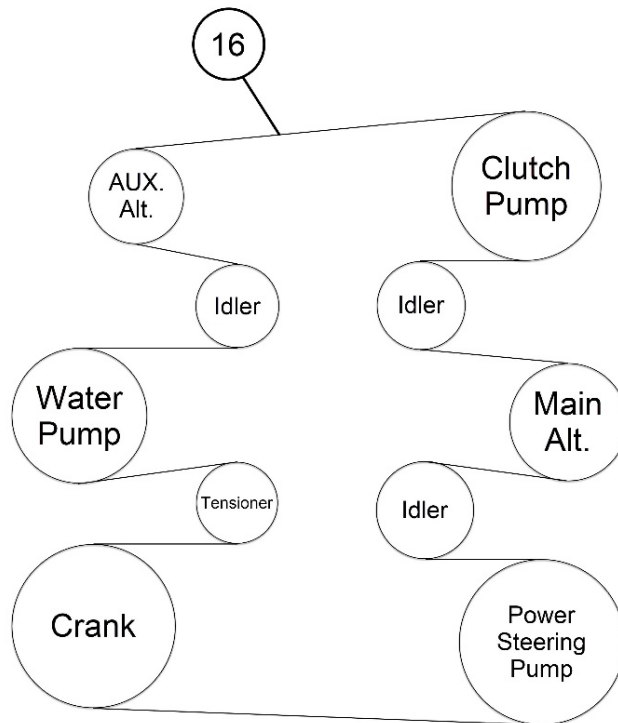 16
AUX.
Alt.
Clutch
Pump
Idler
Idler
Water
Pump
Main
Alt.
Tensioner
Idler
Crank
Power
Steering
Pump